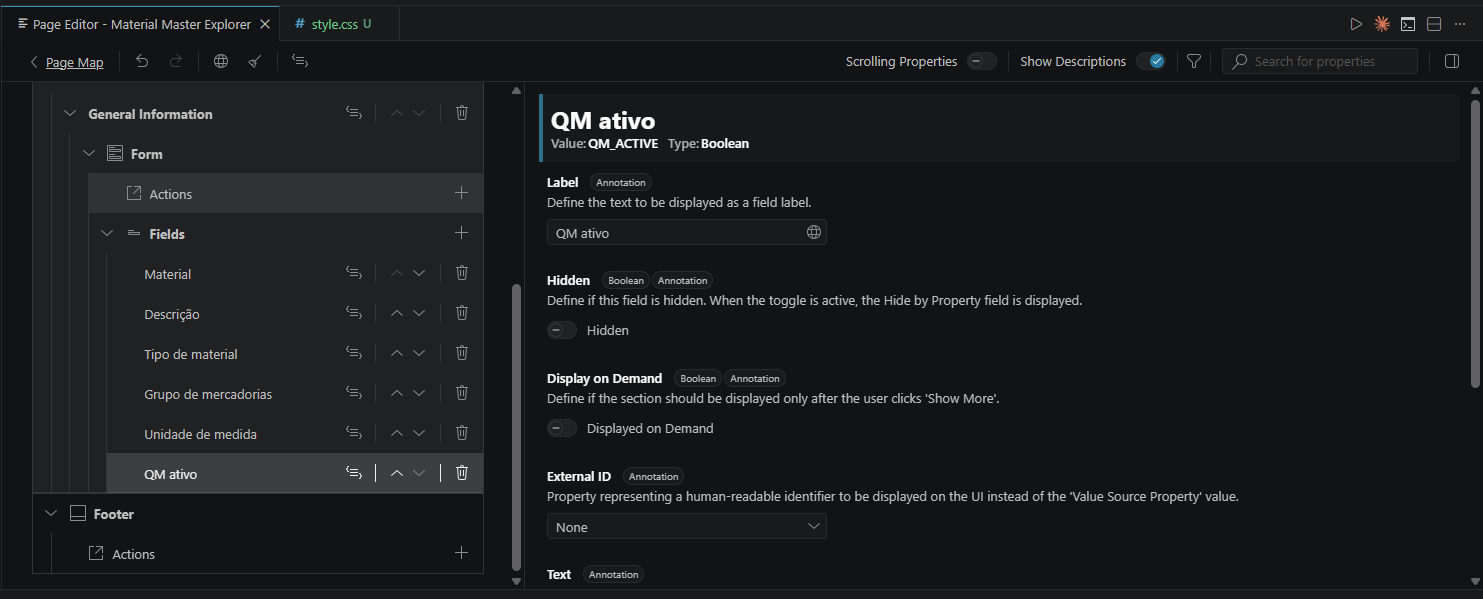 Page Editor - Material Master Explorer
# style.css U
Page Map
Scrolling Properties
Show Descriptions
Search for properties
General Information
Form
Actions
Fields
Material
Descrição
Tipo de material
Grupo de mercadorias
Unidade de medida
QM ativo
Footer
Actions
QM ativo
Value: QM_ACTIVE Type: Boolean
Label Annotation
Define the text to be displayed as a field label.
QM ativo
Hidden Boolean Annotation
Define if this field is hidden. When the toggle is active, the Hide by Property field is displayed.
Hidden
Display on Demand Boolean Annotation
Define if the section should be displayed only after the user clicks 'Show More'.
Displayed on Demand
External ID Annotation
Property representing a human-readable identifier to be displayed on the UI instead of the 'Value Source Property' value.
None
Text Annotation